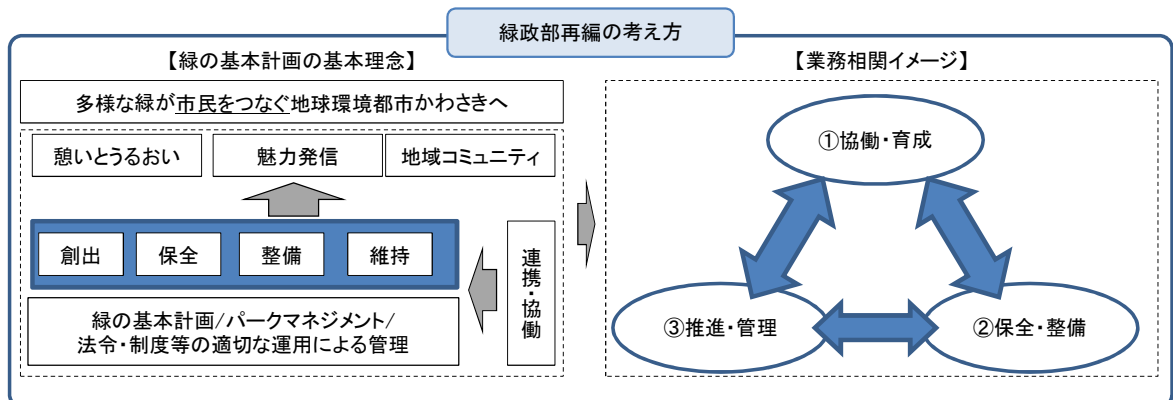 緑政部再編の考え方
【緑の基本計画の基本理念】
多様な緑が市民をつなぐ地球環境都市かわさきへ
憩いとうるおい
魅力発信
地域コミュニティ
創出
保全
整備
維持
連携・協働
緑の基本計画/パークマネジメント/
法令・制度等の適切な運用による管理
【業務相関イメージ】
①協働・育成
③推進・管理
②保全・整備